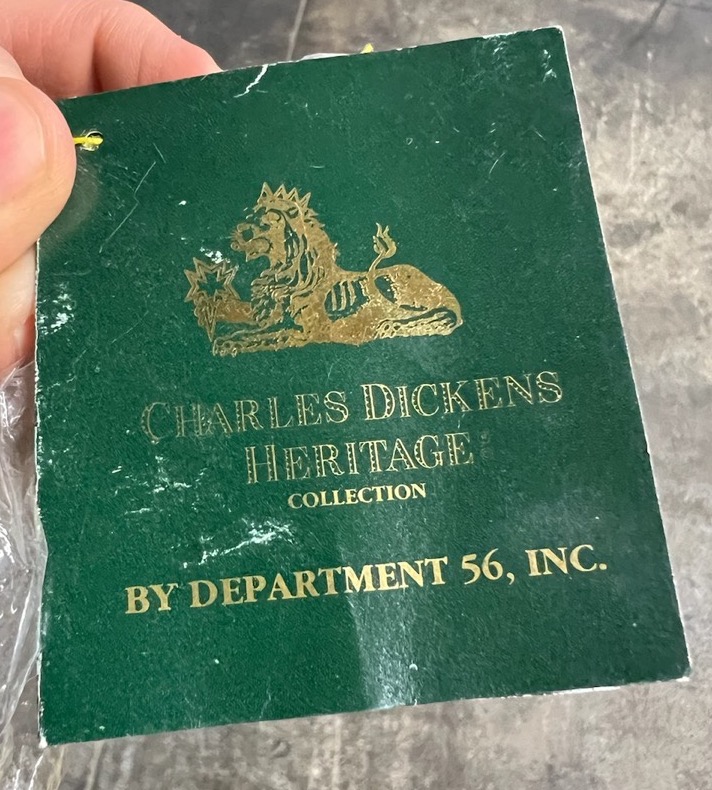 CHARLES DICKENS
HERITAGE
COLLECTION
BY DEPARTMENT 56, INC.